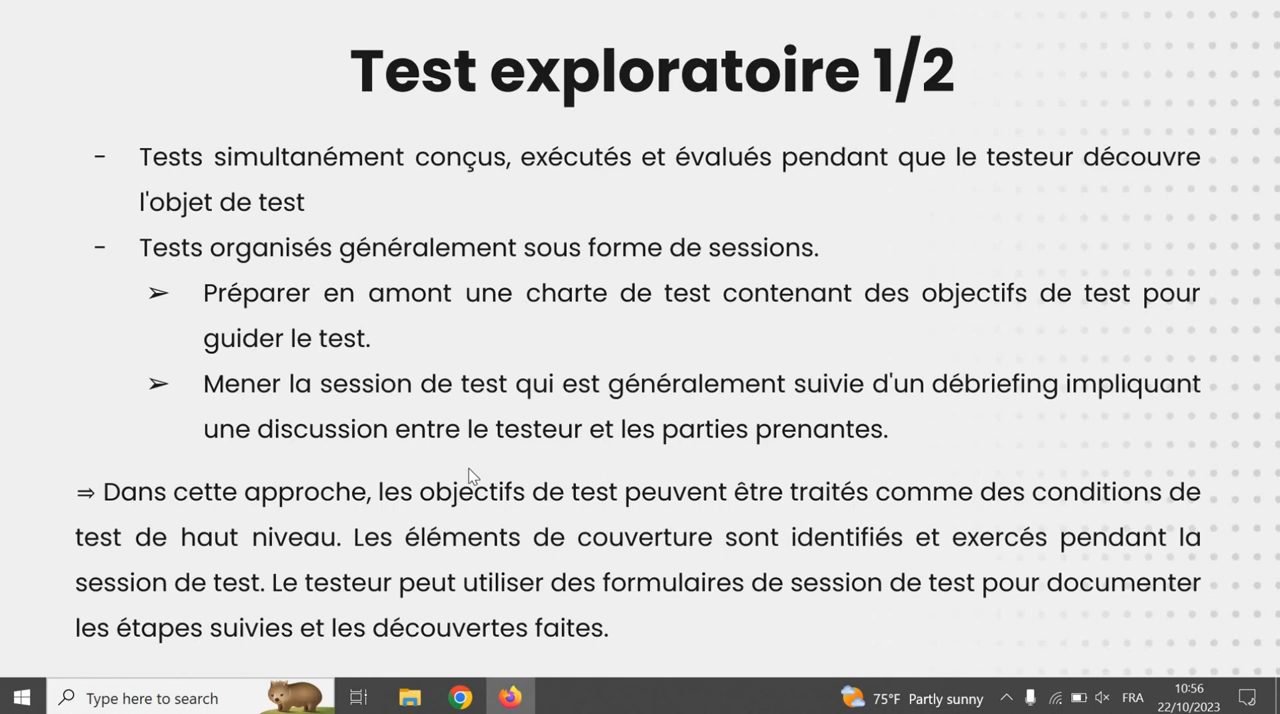 Test exploratoire 1/2
- Tests simultanément conçus, exécutés et évalués pendant que le testeur découvre
l'objet de test
- Tests organisés généralement sous forme de sessions.
➢ Préparer en amont une charte de test contenant des objectifs de test pour
guider le test.
➢ Mener la session de test qui est généralement suivie d'un débriefing impliquant
une discussion entre le testeur et les parties prenantes.
⇒ Dans cette approche, les objectifs de test peuvent être traités comme des conditions de
test de haut niveau. Les éléments de couverture sont identifiés et exercés pendant la
session de test. Le testeur peut utiliser des formulaires de session de test pour documenter
les étapes suivies et les découvertes faites.
Type here to search
75°F Partly sunny
FRA
10:56
22/10/2023